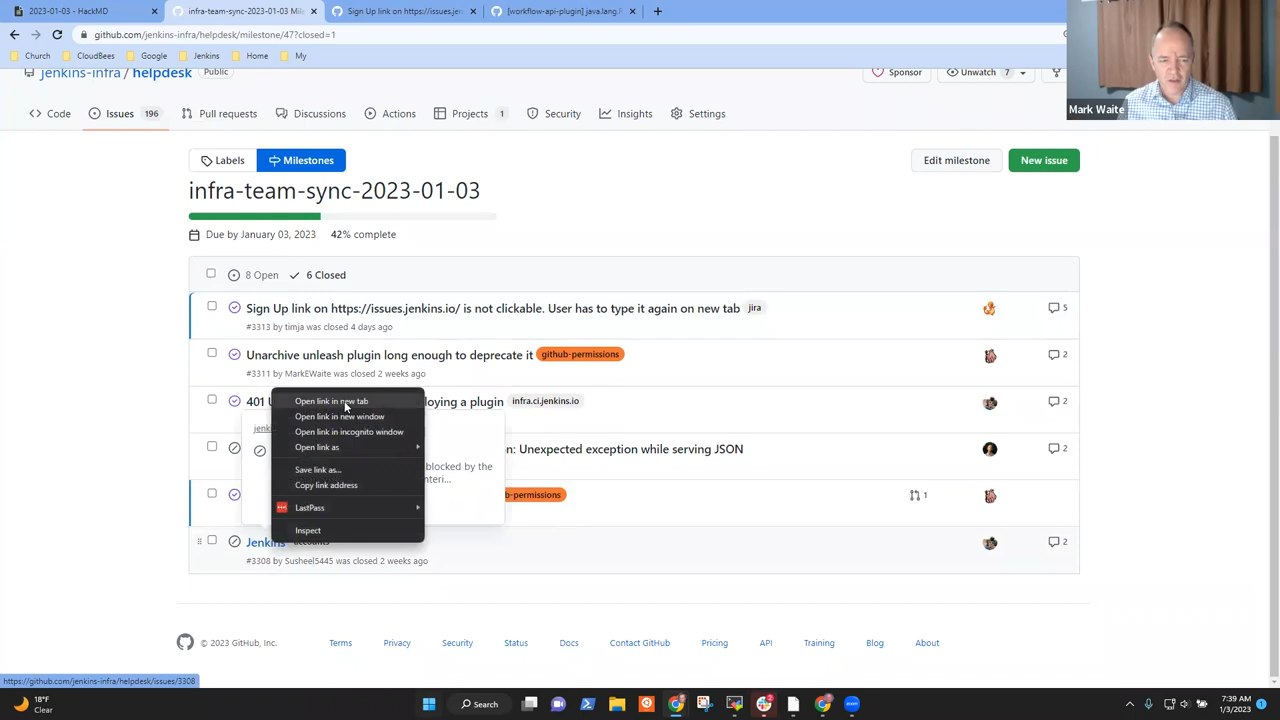 2023-01-03 - HackMD
infra-team-sync-2023-01-03 Mile
Sign Up link on https://issues.jen
[workflow-api-plugin] java.lang.F
github.com/jenkins-infra/helpdesk/milestone/47?closed=1
Church
CloudBees
Google
Jenkins
Home
My
jenkins-infra / helpdesk
Public
Sponsor
Unwatch 7
Mark Waite
Code
Issues 196
Pull requests
Discussions
Actions
Projects
Security
Insights
Settings
Labels
Milestones
Edit milestone
New issue
infra-team-sync-2023-01-03
Due by January 03, 2023 42% complete
8 Open 6 Closed
Sign Up link on https://issues.jenkins.io/ is not clickable. User has to type it again on new tab jira
5
#3313 by timja was closed 4 days ago
Unarchive unleash plugin long enough to deprecate it github-permissions
2
#3311 by MarkEWaite was closed 2 weeks ago
401 U
loying a plugin infra.ci.jenkins.io
2
Open link in new tab
Open link in new window
Open link in incognito window
Open link as
Save link as...
Copy link address
LastPass
Inspect
jenk
n: Unexpected exception while serving JSON
2
blocked by the
nteri...
b-permissions
1
Jenkins accounts
2
#3308 by Susheel5445 was closed 2 weeks ago
© 2023 GitHub, Inc.
Terms
Privacy
Security
Status
Docs
Contact GitHub
Pricing
API
Training
Blog
About
https://github.com/jenkins-infra/helpdesk/issues/3308
18°F
Clear
Search
7:39 AM
1/3/2023